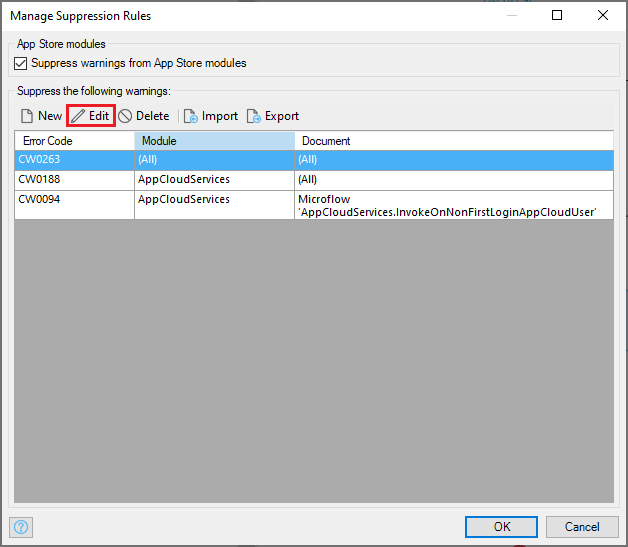 Manage Suppression Rules
App Store modules
Suppress warnings from App Store modules
Suppress the following warnings:
New Edit Delete Import Export
Error Code Module Document
CW0263 (All) (All)
CW0188 AppCloudServices (All)
CW0094 AppCloudServices Microflow
'AppCloudServices.InvokeOnNonFirstLoginAppCloudUser'
? OK Cancel